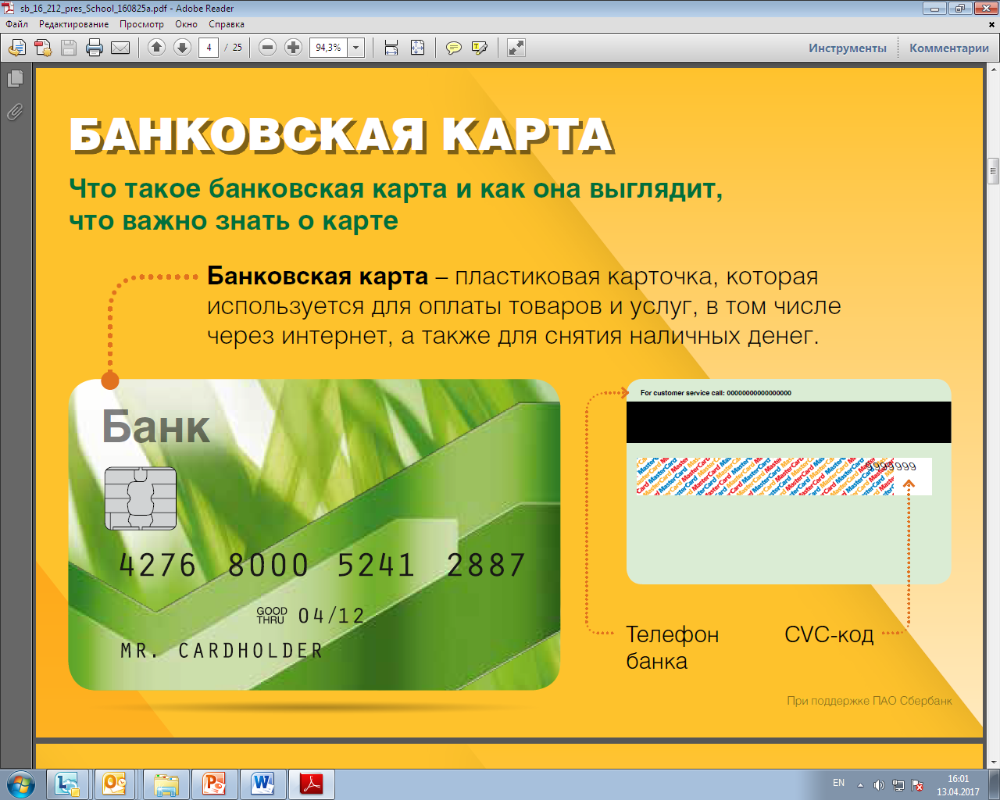 sb_16_212_pres_School_160825a.pdf - Adobe Reader
Файл Редактирование Просмотр Окно Справка
4 / 25 94,3% Инструменты Комментарии
БАНКОВСКАЯ КАРТА
Что такое банковская карта и как она выглядит,
что важно знать о карте
Банковская карта – пластиковая карточка, которая
используется для оплаты товаров и услуг, в том числе
через интернет, а также для снятия наличных денег.
Банк
4276 8000 5241 2887
GOOD
THRU 04/12
MR. CARDHOLDER
For customer service call: 00000000000000000
MasterCard
9999999
Телефон
банка
CVC-код
При поддержке ПАО Сбербанк
EN
16:01
13.04.2017